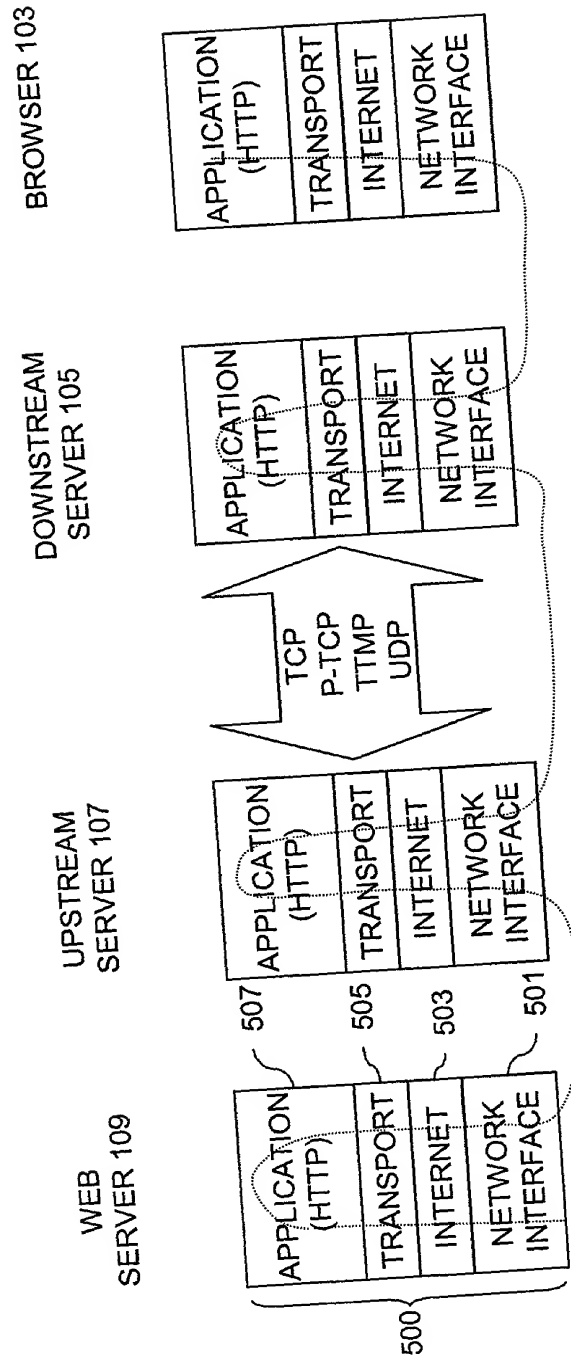 WEB
SERVER 109
UPSTREAM
SERVER 107
DOWNSTREAM
SERVER 105
BROWSER 103
APPLICATION
(HTTP)
TRANSPORT
INTERNET
NETWORK
INTERFACE
500
507
505
503
501
APPLICATION
(HTTP)
TRANSPORT
INTERNET
NETWORK
INTERFACE
TCP
P-TCP
TTMP
UDP
APPLICATION
(HTTP)
TRANSPORT
INTERNET
NETWORK
INTERFACE
APPLICATION
(HTTP)
TRANSPORT
INTERNET
NETWORK
INTERFACE